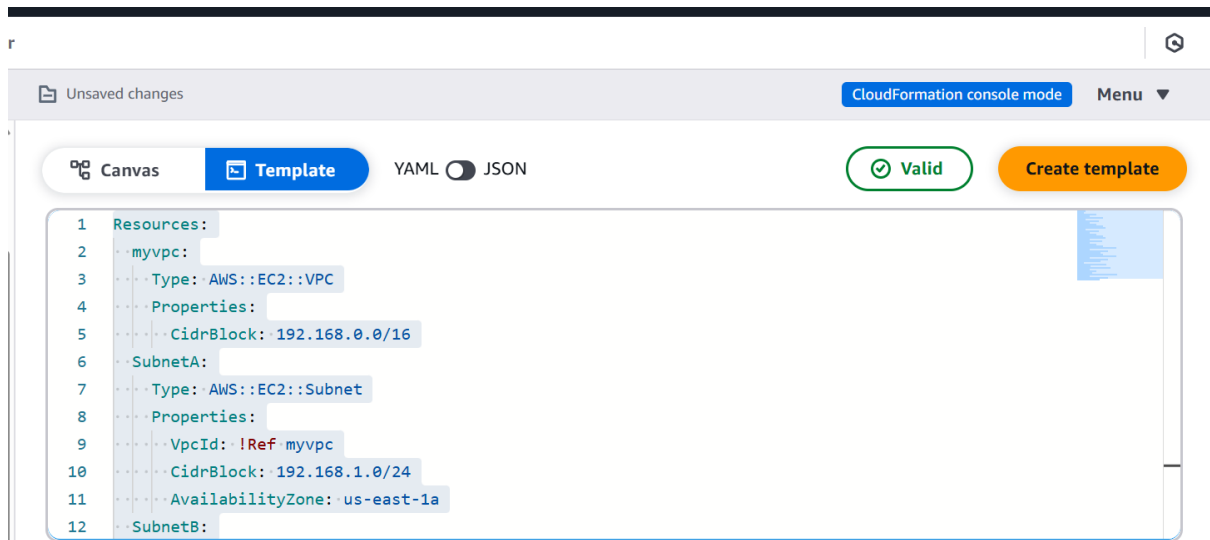 r
Unsaved changes
CloudFormation console mode
Menu
Canvas
Template
YAML
JSON
Valid
Create template
1 Resources:
2   myvpc:
3     Type: AWS::EC2::VPC
4     Properties:
5       CidrBlock: 192.168.0.0/16
6   SubnetA:
7     Type: AWS::EC2::Subnet
8     Properties:
9       VpcId: !Ref myvpc
10       CidrBlock: 192.168.1.0/24
11       AvailabilityZone: us-east-1a
12   SubnetB: